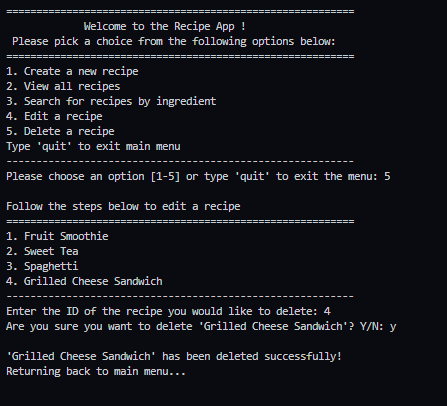 ==========================================================
Welcome to the Recipe App !
Please pick a choice from the following options below:
==========================================================
1. Create a new recipe
2. View all recipes
3. Search for recipes by ingredient
4. Edit a recipe
5. Delete a recipe
Type 'quit' to exit main menu
----------------------------------------------------------
Please choose an option [1-5] or type 'quit' to exit the menu: 5
Follow the steps below to edit a recipe
==========================================================
1. Fruit Smoothie
2. Sweet Tea
3. Spaghetti
4. Grilled Cheese Sandwich
----------------------------------------------------------
Enter the ID of the recipe you would like to delete: 4
Are you sure you want to delete 'Grilled Cheese Sandwich'? Y/N: y
'Grilled Cheese Sandwich' has been deleted successfully!
Returning back to main menu...